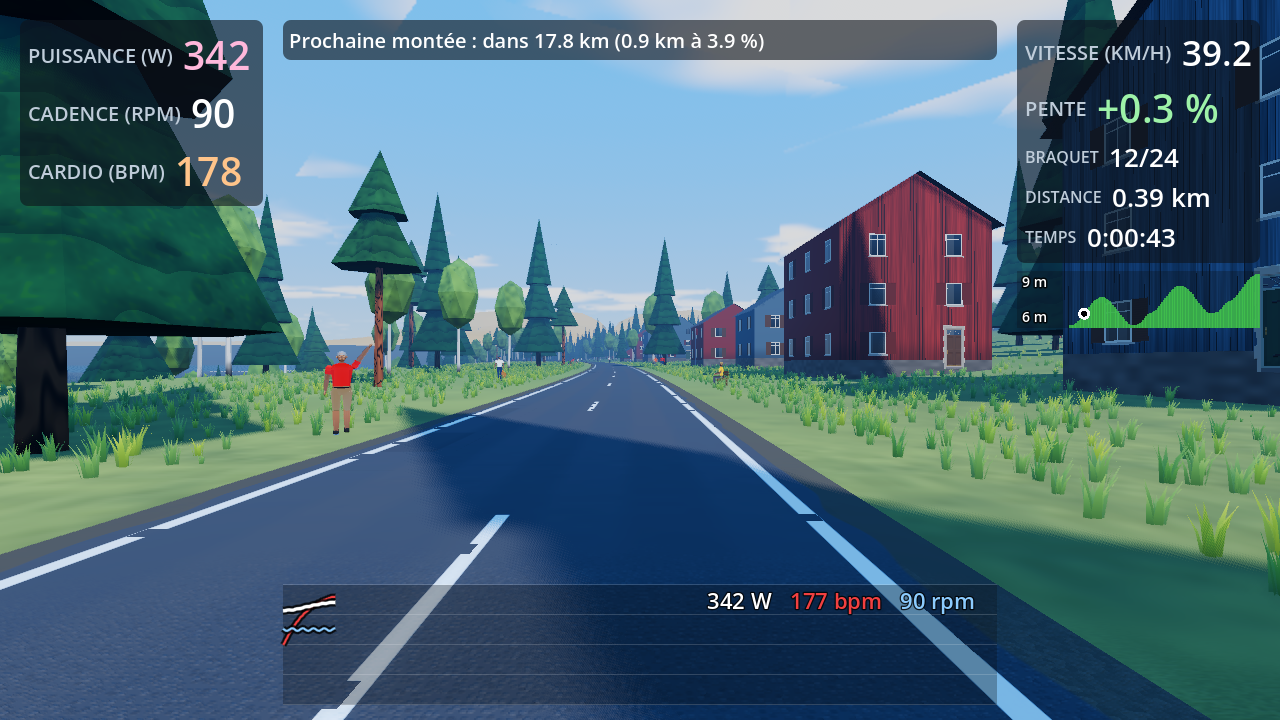 PUISSANCE (W) 342
CADENCE (RPM) 90
CARDIO (BPM) 178
Prochaine montée : dans 17.8 km (0.9 km à 3.9 %)
VITESSE (KM/H) 39.2
PENTE +0.3 %
BRAQUET 12/24
DISTANCE 0.39 km
TEMPS 0:00:43
9 m
6 m
342 W 177 bpm 90 rpm